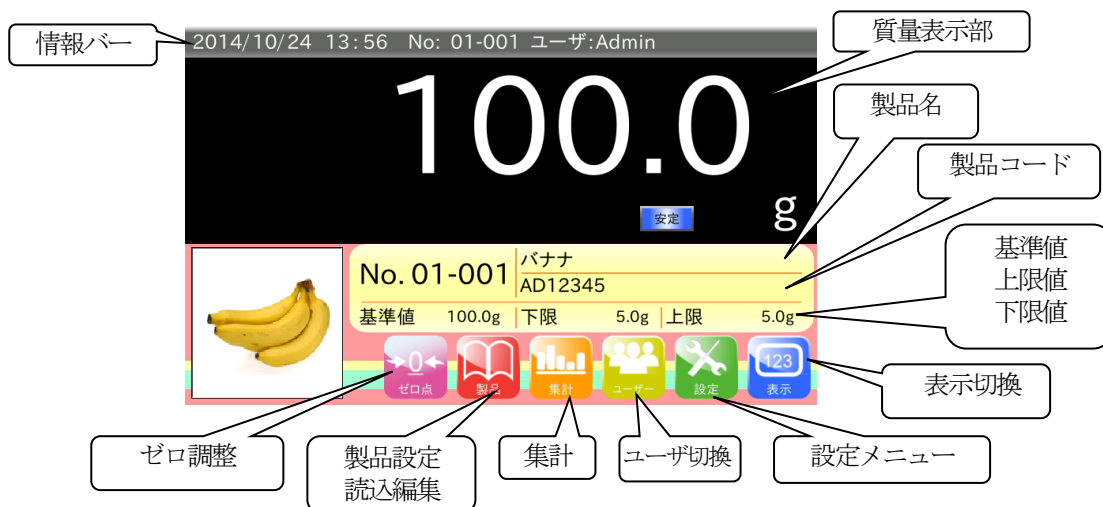 情報バー
2014/10/24 13:56 No: 01-001 ユーザ:Admin
質量表示部
100.0
製品名
製品コード
安定
g
No. 01-001
バナナ
AD12345
基準値
上限値
下限値
基準値 100.0g 下限 5.0g 上限 5.0g
→0←
ゼロ点
製品
集計
ユーザー
設定
123
表示
表示切換
ゼロ調整
製品設定
読込編集
集計
ユーザ切換
設定メニュー